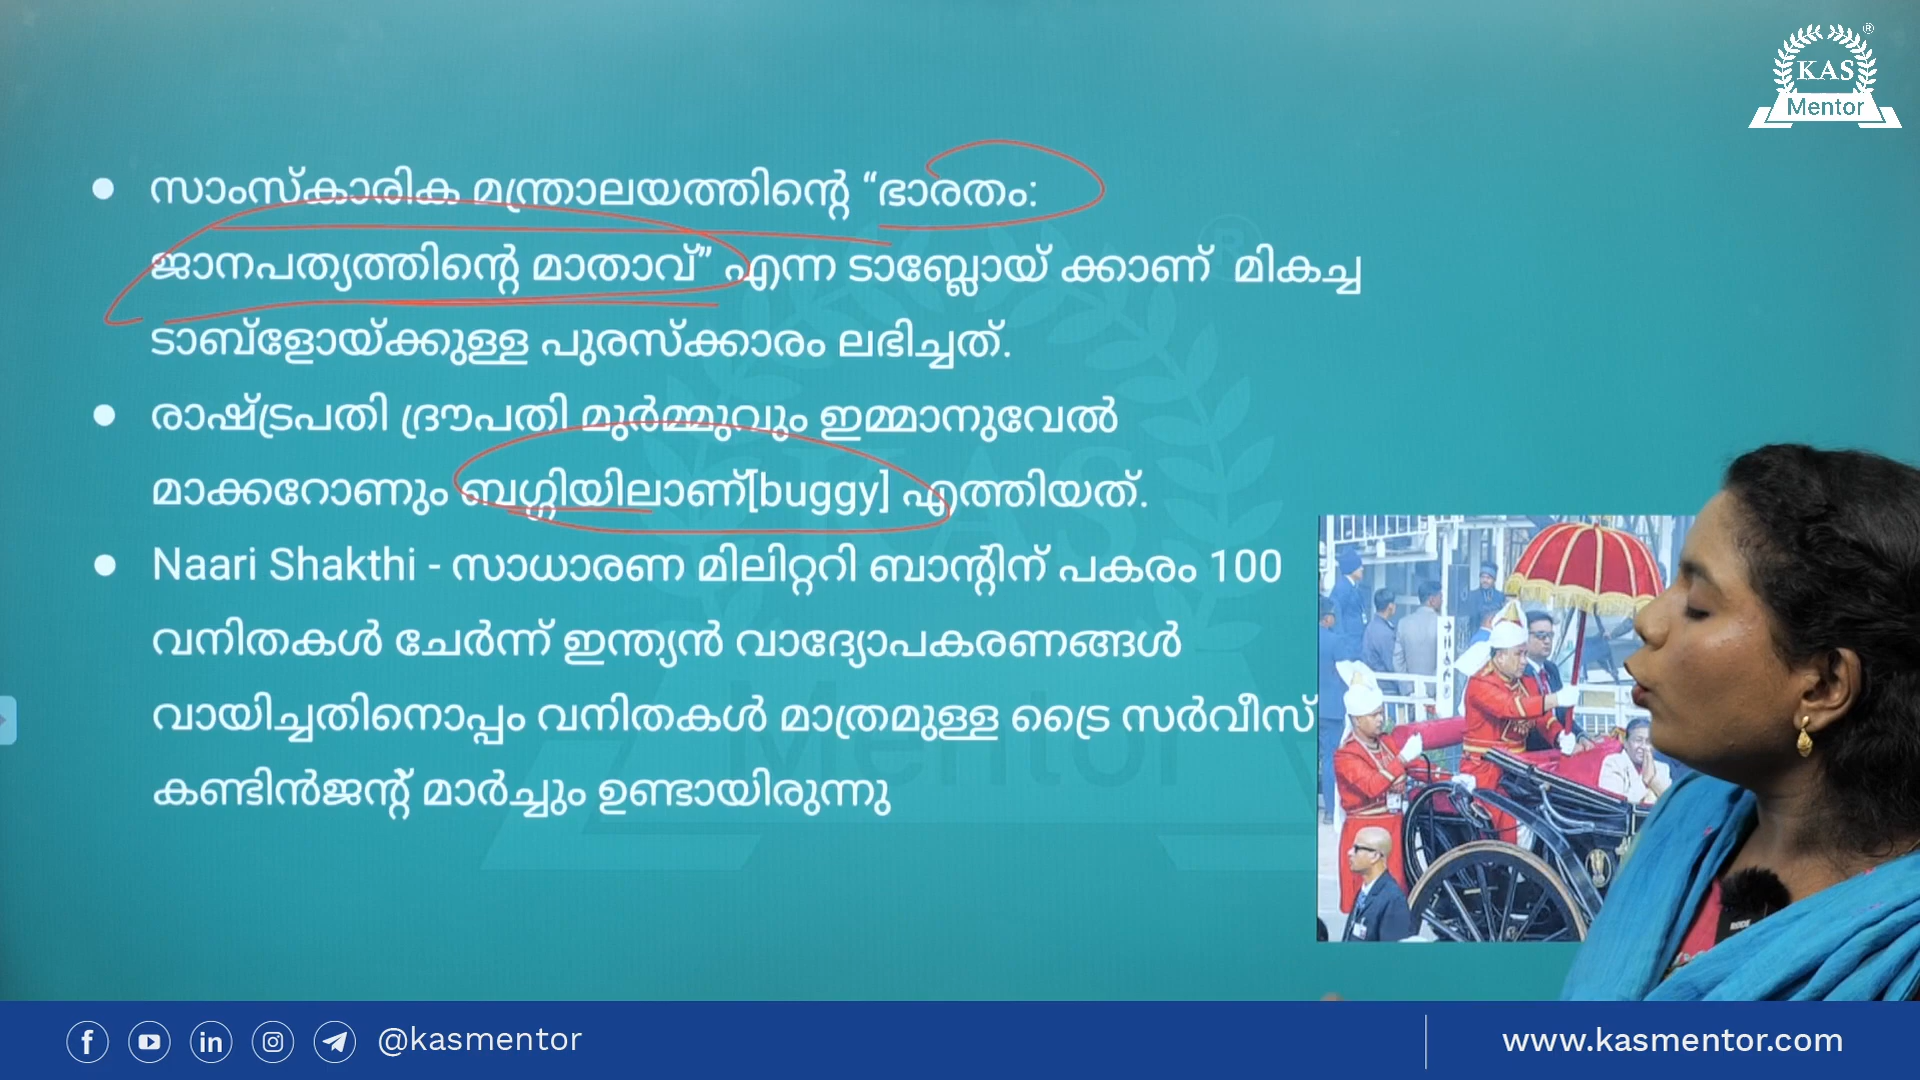 KAS
Mentor
സാംസ്കാരിക മന്ത്രാലയത്തിന്റെ “ഭാരതം:
ജാനപത്യത്തിന്റെ മാതാവ്” എന്ന ടാബ്ലോയ് ക്കാണ് മികച്ച
ടാബ്ളോയ്ക്കുള്ള പുരസ്ക്കാരം ലഭിച്ചത്.
രാഷ്ട്രപതി ദ്രൗപതി മുർമ്മുവും ഇമ്മാനുവേൽ
മാക്കറോണും ബഗ്ഗിയിലാണ്[buggy] എത്തിയത്.
Naari Shakthi - സാധാരണ മിലിറ്ററി ബാന്റിന് പകരം 100
വനിതകൾ ചേർന്ന് ഇന്ത്യൻ വാദ്യോപകരണങ്ങൾ
വായിച്ചതിനൊപ്പം വനിതകൾ മാത്രമുള്ള ട്രൈ സർവീസ്
കണ്ടിൻജന്റ് മാർച്ചും ഉണ്ടായിരുന്നു
@kasmentor
www.kasmentor.com